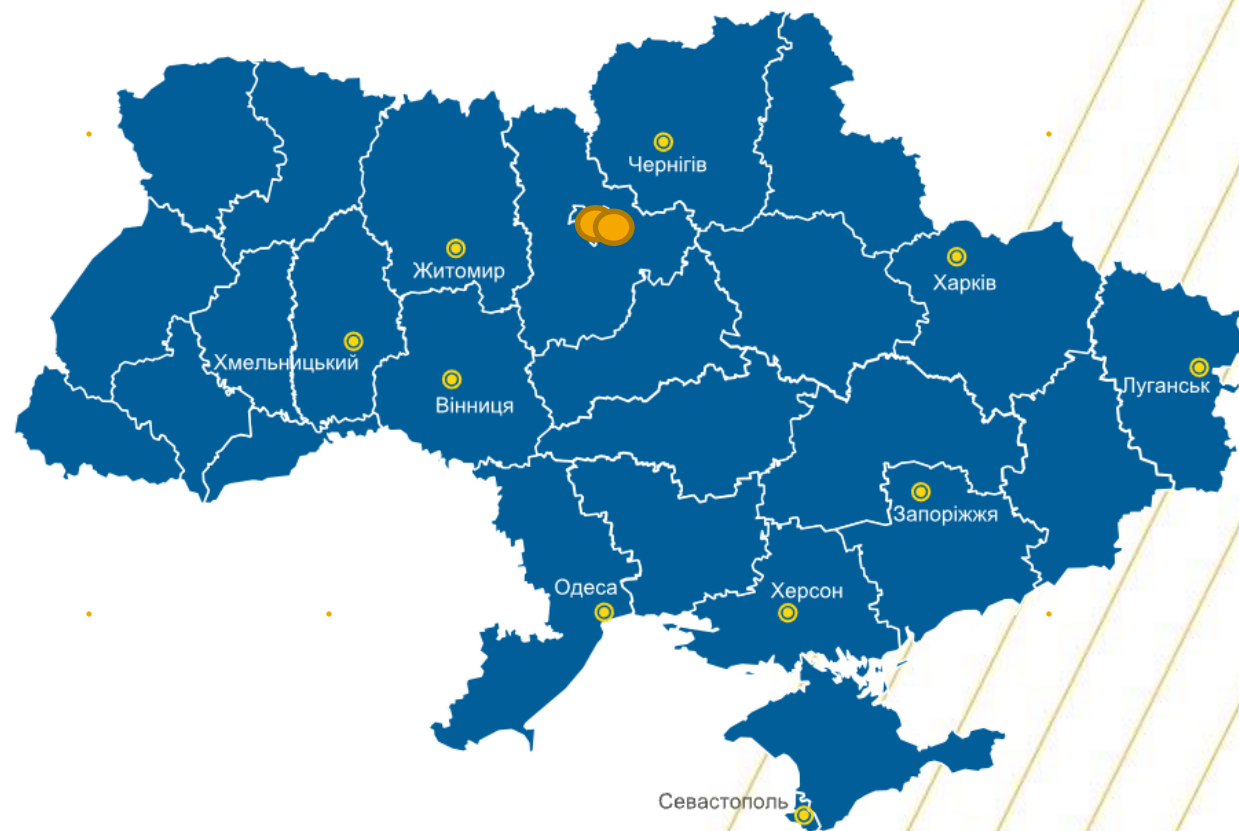 Чернігів
Житомир
Харків
Хмельницький
Луганськ
Вінниця
Запоріжжя
Одеса
Херсон
Севастополь